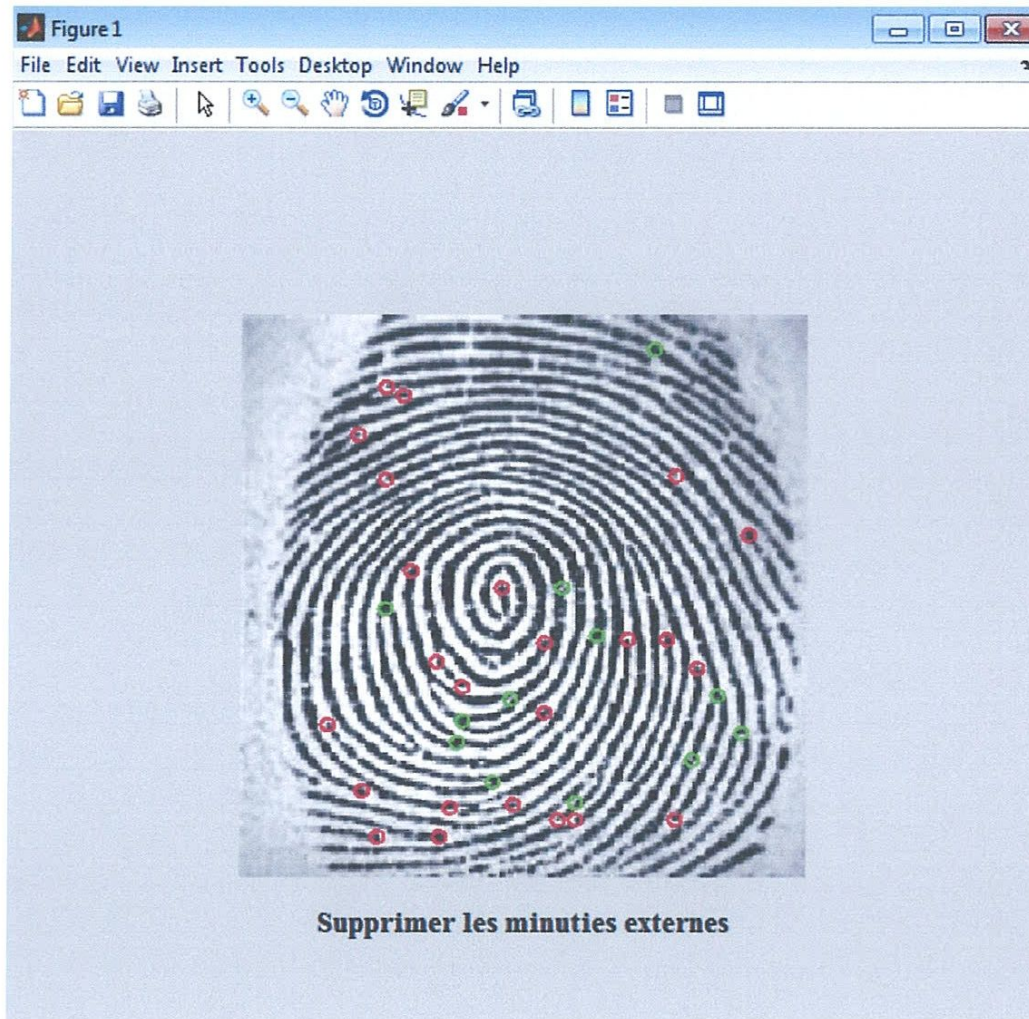 Figure 1
File Edit View Insert Tools Desktop Window Help
Supprimer les minuties externes